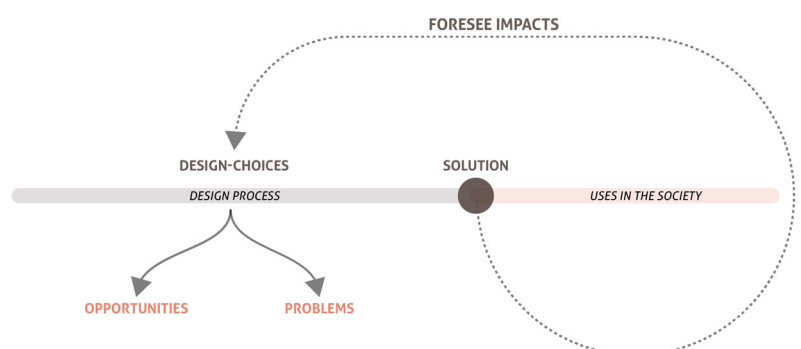 FORESEE IMPACTS
DESIGN-CHOICES
SOLUTION
DESIGN PROCESS
USES IN THE SOCIETY
OPPORTUNITIES
PROBLEMS